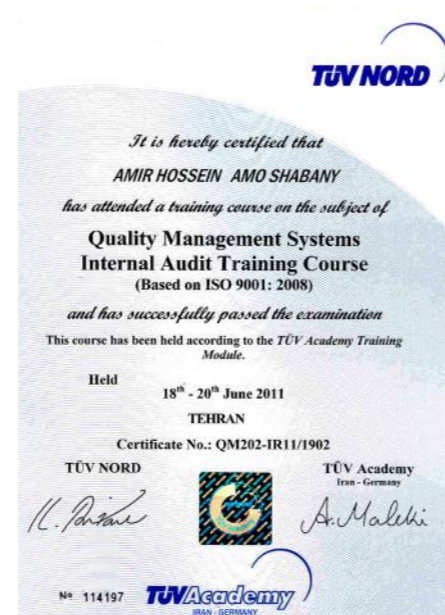 TÜV NORD
It is hereby certified that
AMIR HOSSEIN AMO SHABANY
has attended a training course on the subject of
Quality Management Systems
Internal Audit Training Course
(Based on ISO 9001: 2008)
and has successfully passed the examination
This course has been held according to the TÜV Academy Training
Module.
Held
18th - 20th June 2011
TEHRAN
Certificate No.: QM202-IR11/1902
TÜV NORD
TÜV Academy
Iran - Germany
A. Maleki
No 114197
TÜV Academy
IRAN - GERMANY